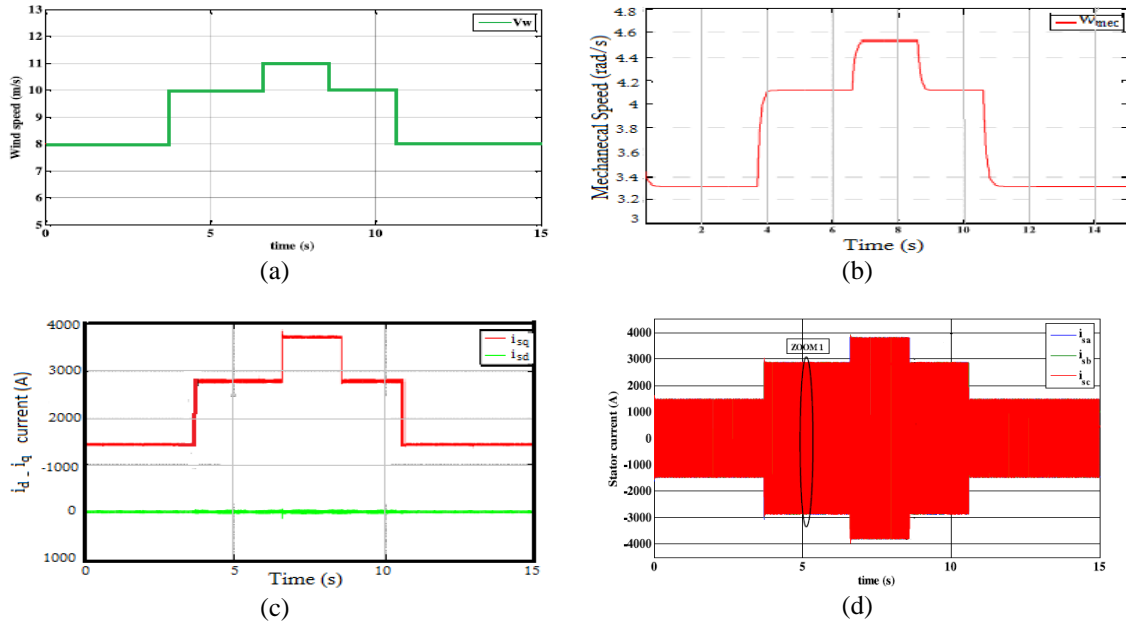 13
12
11
10
9
8
7
6
5
Wind speed (m/s)
Vw
0
5
10
15
time (s)
(a)
4.8
4.6
4.4
4.2
4
3.8
3.6
3.4
3.2
3
Mechanecal Speed (rad/s)
Wmec
2
4
6
8
10
12
14
Time (s)
(b)
4000
3000
2000
-1000
0
1000
i_d - i_q current (A)
i_sq
i_sd
0
5
10
15
Time (s)
(c)
4000
3000
2000
1000
0
-1000
-2000
-3000
-4000
Stator current (A)
ZOOM 1
i_sa
i_sb
i_sc
0
5
10
15
time (s)
(d)